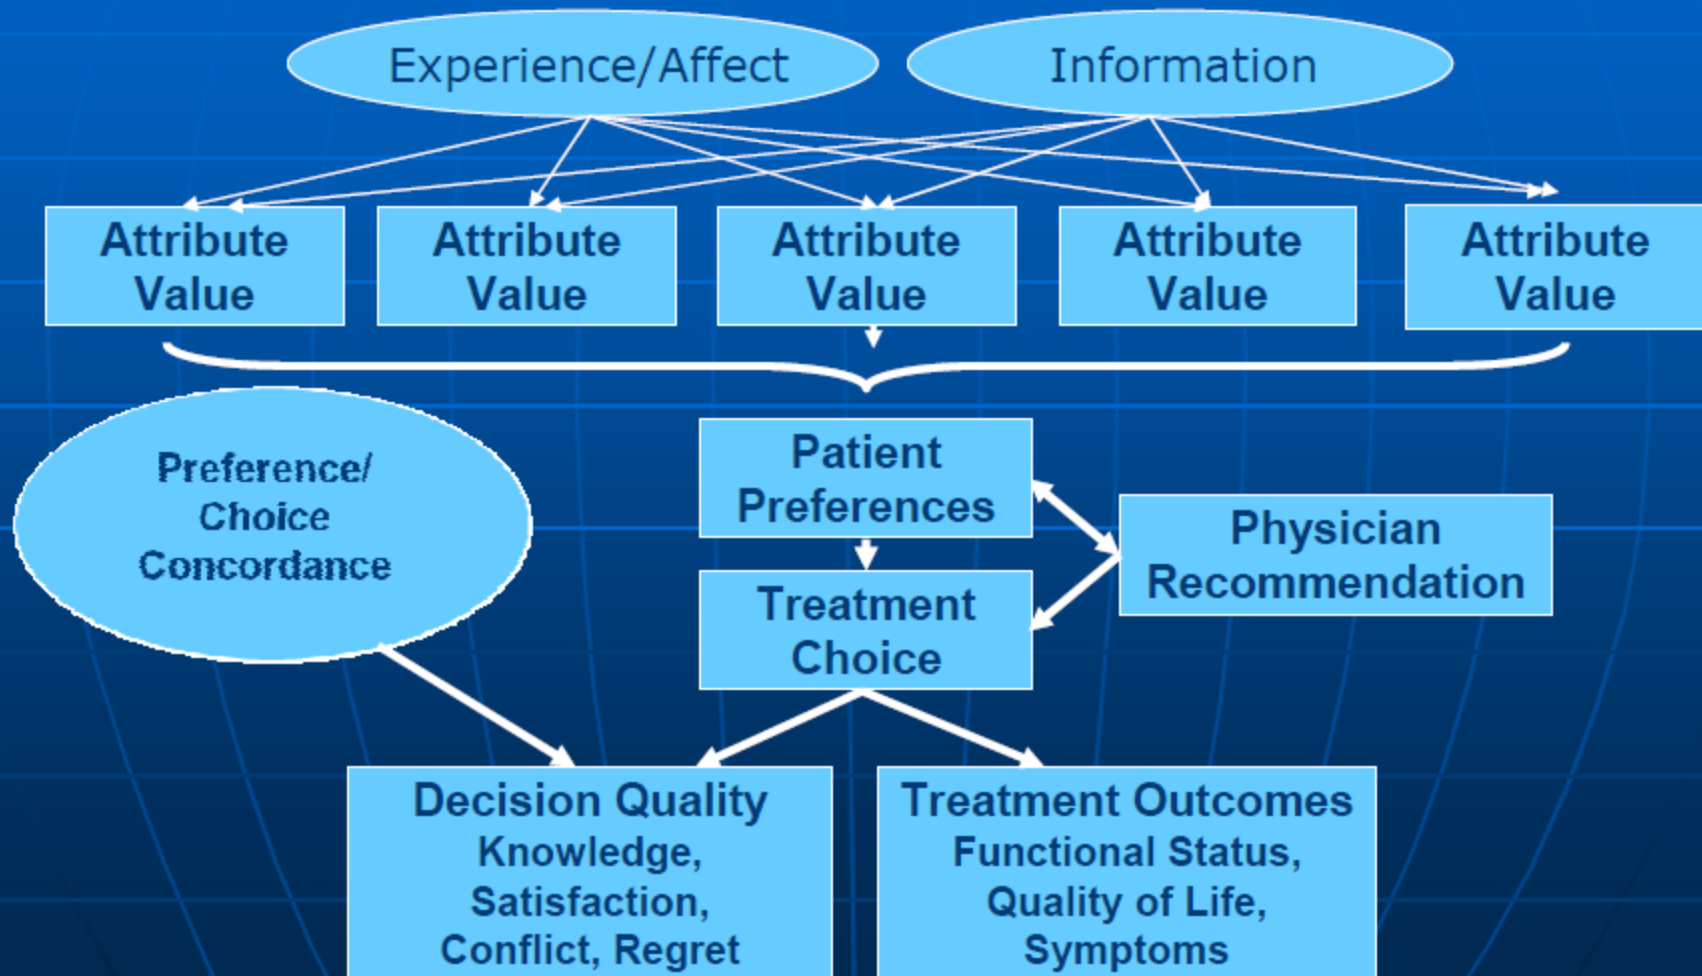 Experience/Affect
Information
Attribute
Value
Attribute
Value
Attribute
Value
Attribute
Value
Attribute
Value
Preference/
Choice
Concordance
Patient
Preferences
Physician
Recommendation
Treatment
Choice
Decision Quality
Knowledge,
Satisfaction,
Conflict, Regret
Treatment Outcomes
Functional Status,
Quality of Life,
Symptoms